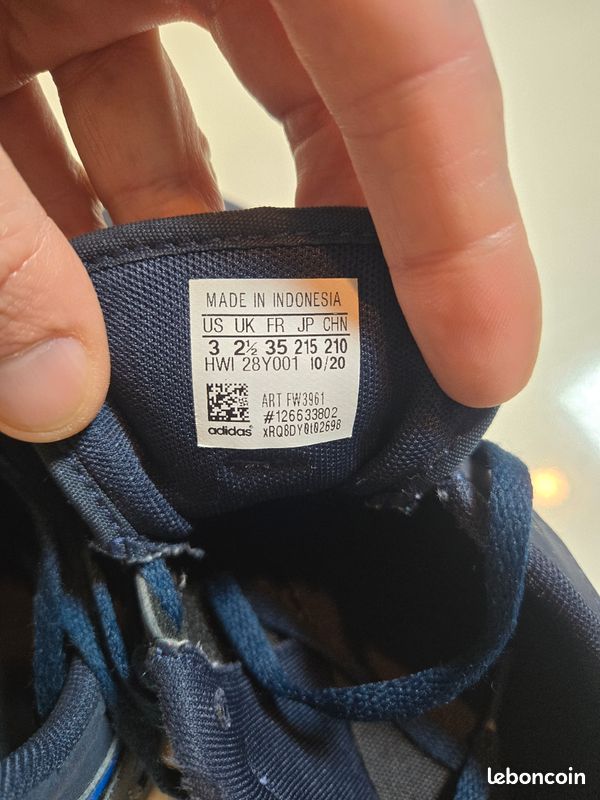 MADE IN INDONESIA
US UK FR JP CHN
3 2½ 35 215 210
HWI 28Y001 10/20
ART FW3961
#126633802
adidas xRQ8DY0t02698
leboncoin